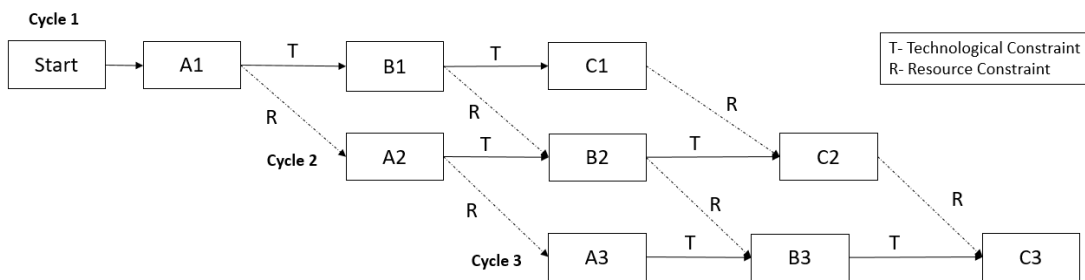 Cycle 1
Start
A1
T
B1
T
C1
T- Technological Constraint
R- Resource Constraint
R
R
R
Cycle 2
A2
T
B2
T
C2
R
R
R
Cycle 3
A3
T
B3
T
C3